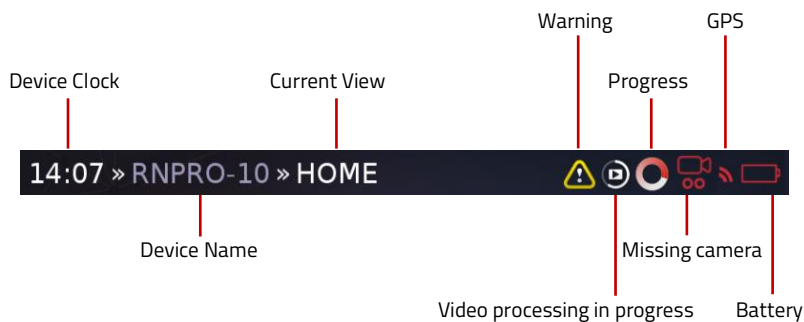 Warning GPS
Device Clock Current View Progress
14:07 » RNPRO-10 » HOME
Device Name Missing camera
Video processing in progress Battery